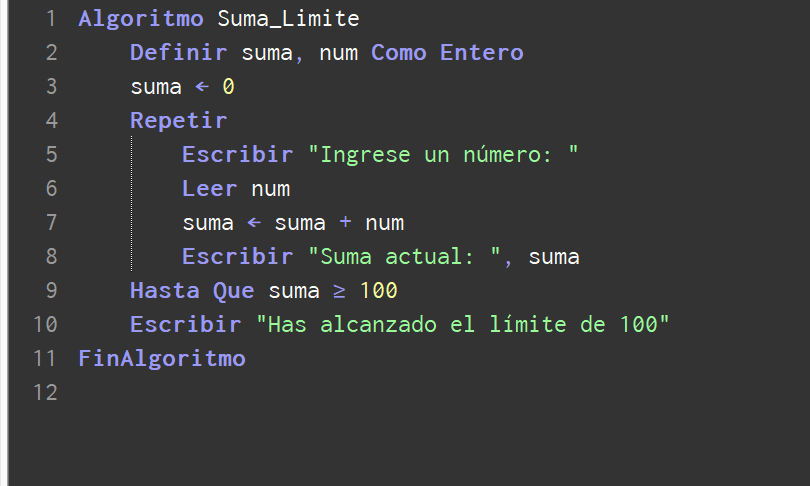 1 Algoritmo Suma_Limite
2 Definir suma, num Como Entero
3 suma ← 0
4 Repetir
5 Escribir "Ingrese un número: "
6 Leer num
7 suma ← suma + num
8 Escribir "Suma actual: ", suma
9 Hasta Que suma ≥ 100
10 Escribir "Has alcanzado el límite de 100"
11 FinAlgoritmo
12